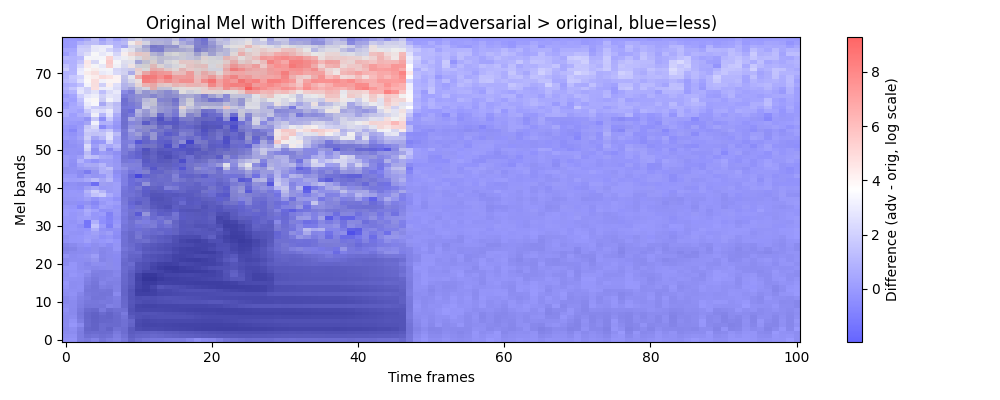 Original Mel with Differences (red=adversarial > original, blue=less)
Mel bands
70
60
50
40
30
20
10
0
0 20 40 60 80 100
Time frames
8
6
4
2
0
Difference (adv - orig, log scale)